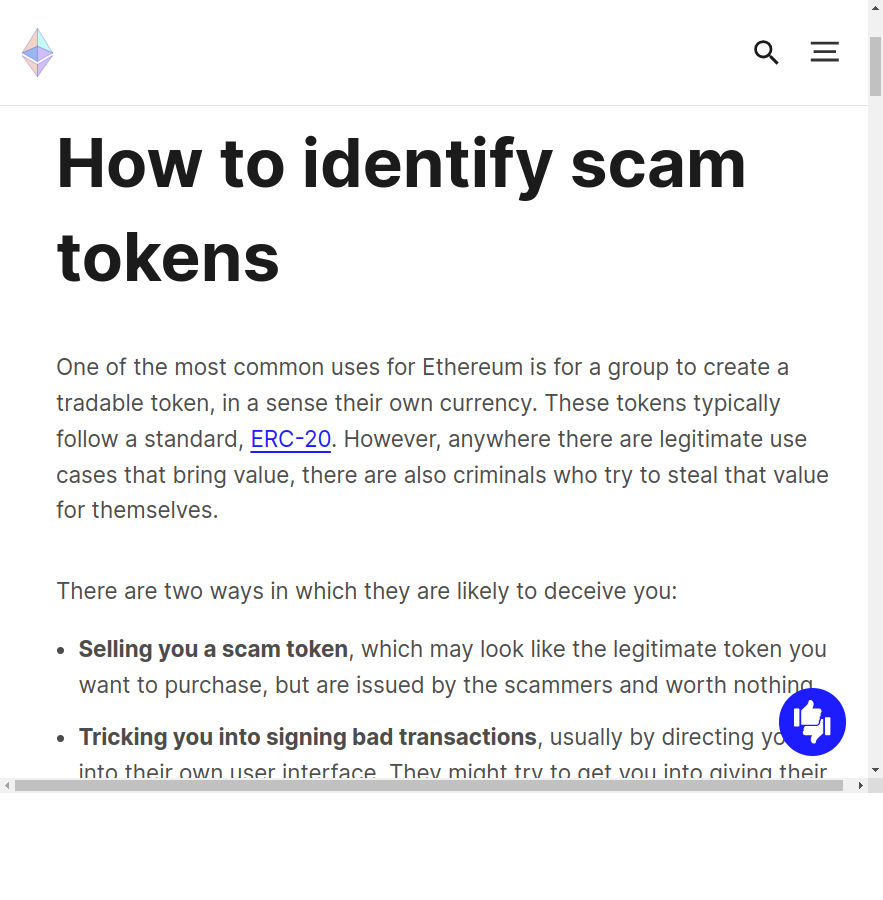 How to identify scam
tokens
One of the most common uses for Ethereum is for a group to create a
tradable token, in a sense their own currency. These tokens typically
follow a standard, ERC-20. However, anywhere there are legitimate use
cases that bring value, there are also criminals who try to steal that value
for themselves.
There are two ways in which they are likely to deceive you:
• Selling you a scam token, which may look like the legitimate token you
want to purchase, but are issued by the scammers and worth nothing.
• Tricking you into signing bad transactions, usually by directing
into their own user interface. They might try to get you into giving their